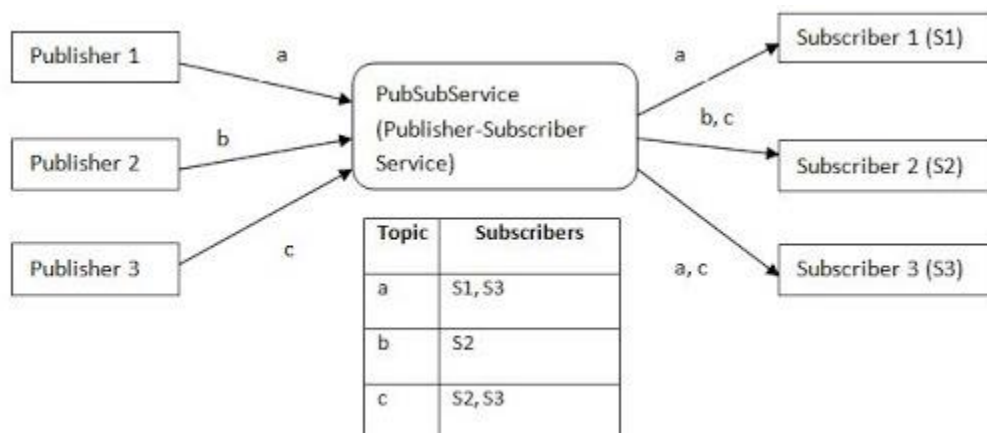 Publisher 1
a
Publisher 2
b
Publisher 3
c
PubSubService
(Publisher-Subscriber
Service)
a
Subscriber 1 (S1)
b, c
Subscriber 2 (S2)
a, c
Subscriber 3 (S3)
Topic Subscribers
a S1, S3
b S2
c S2, S3